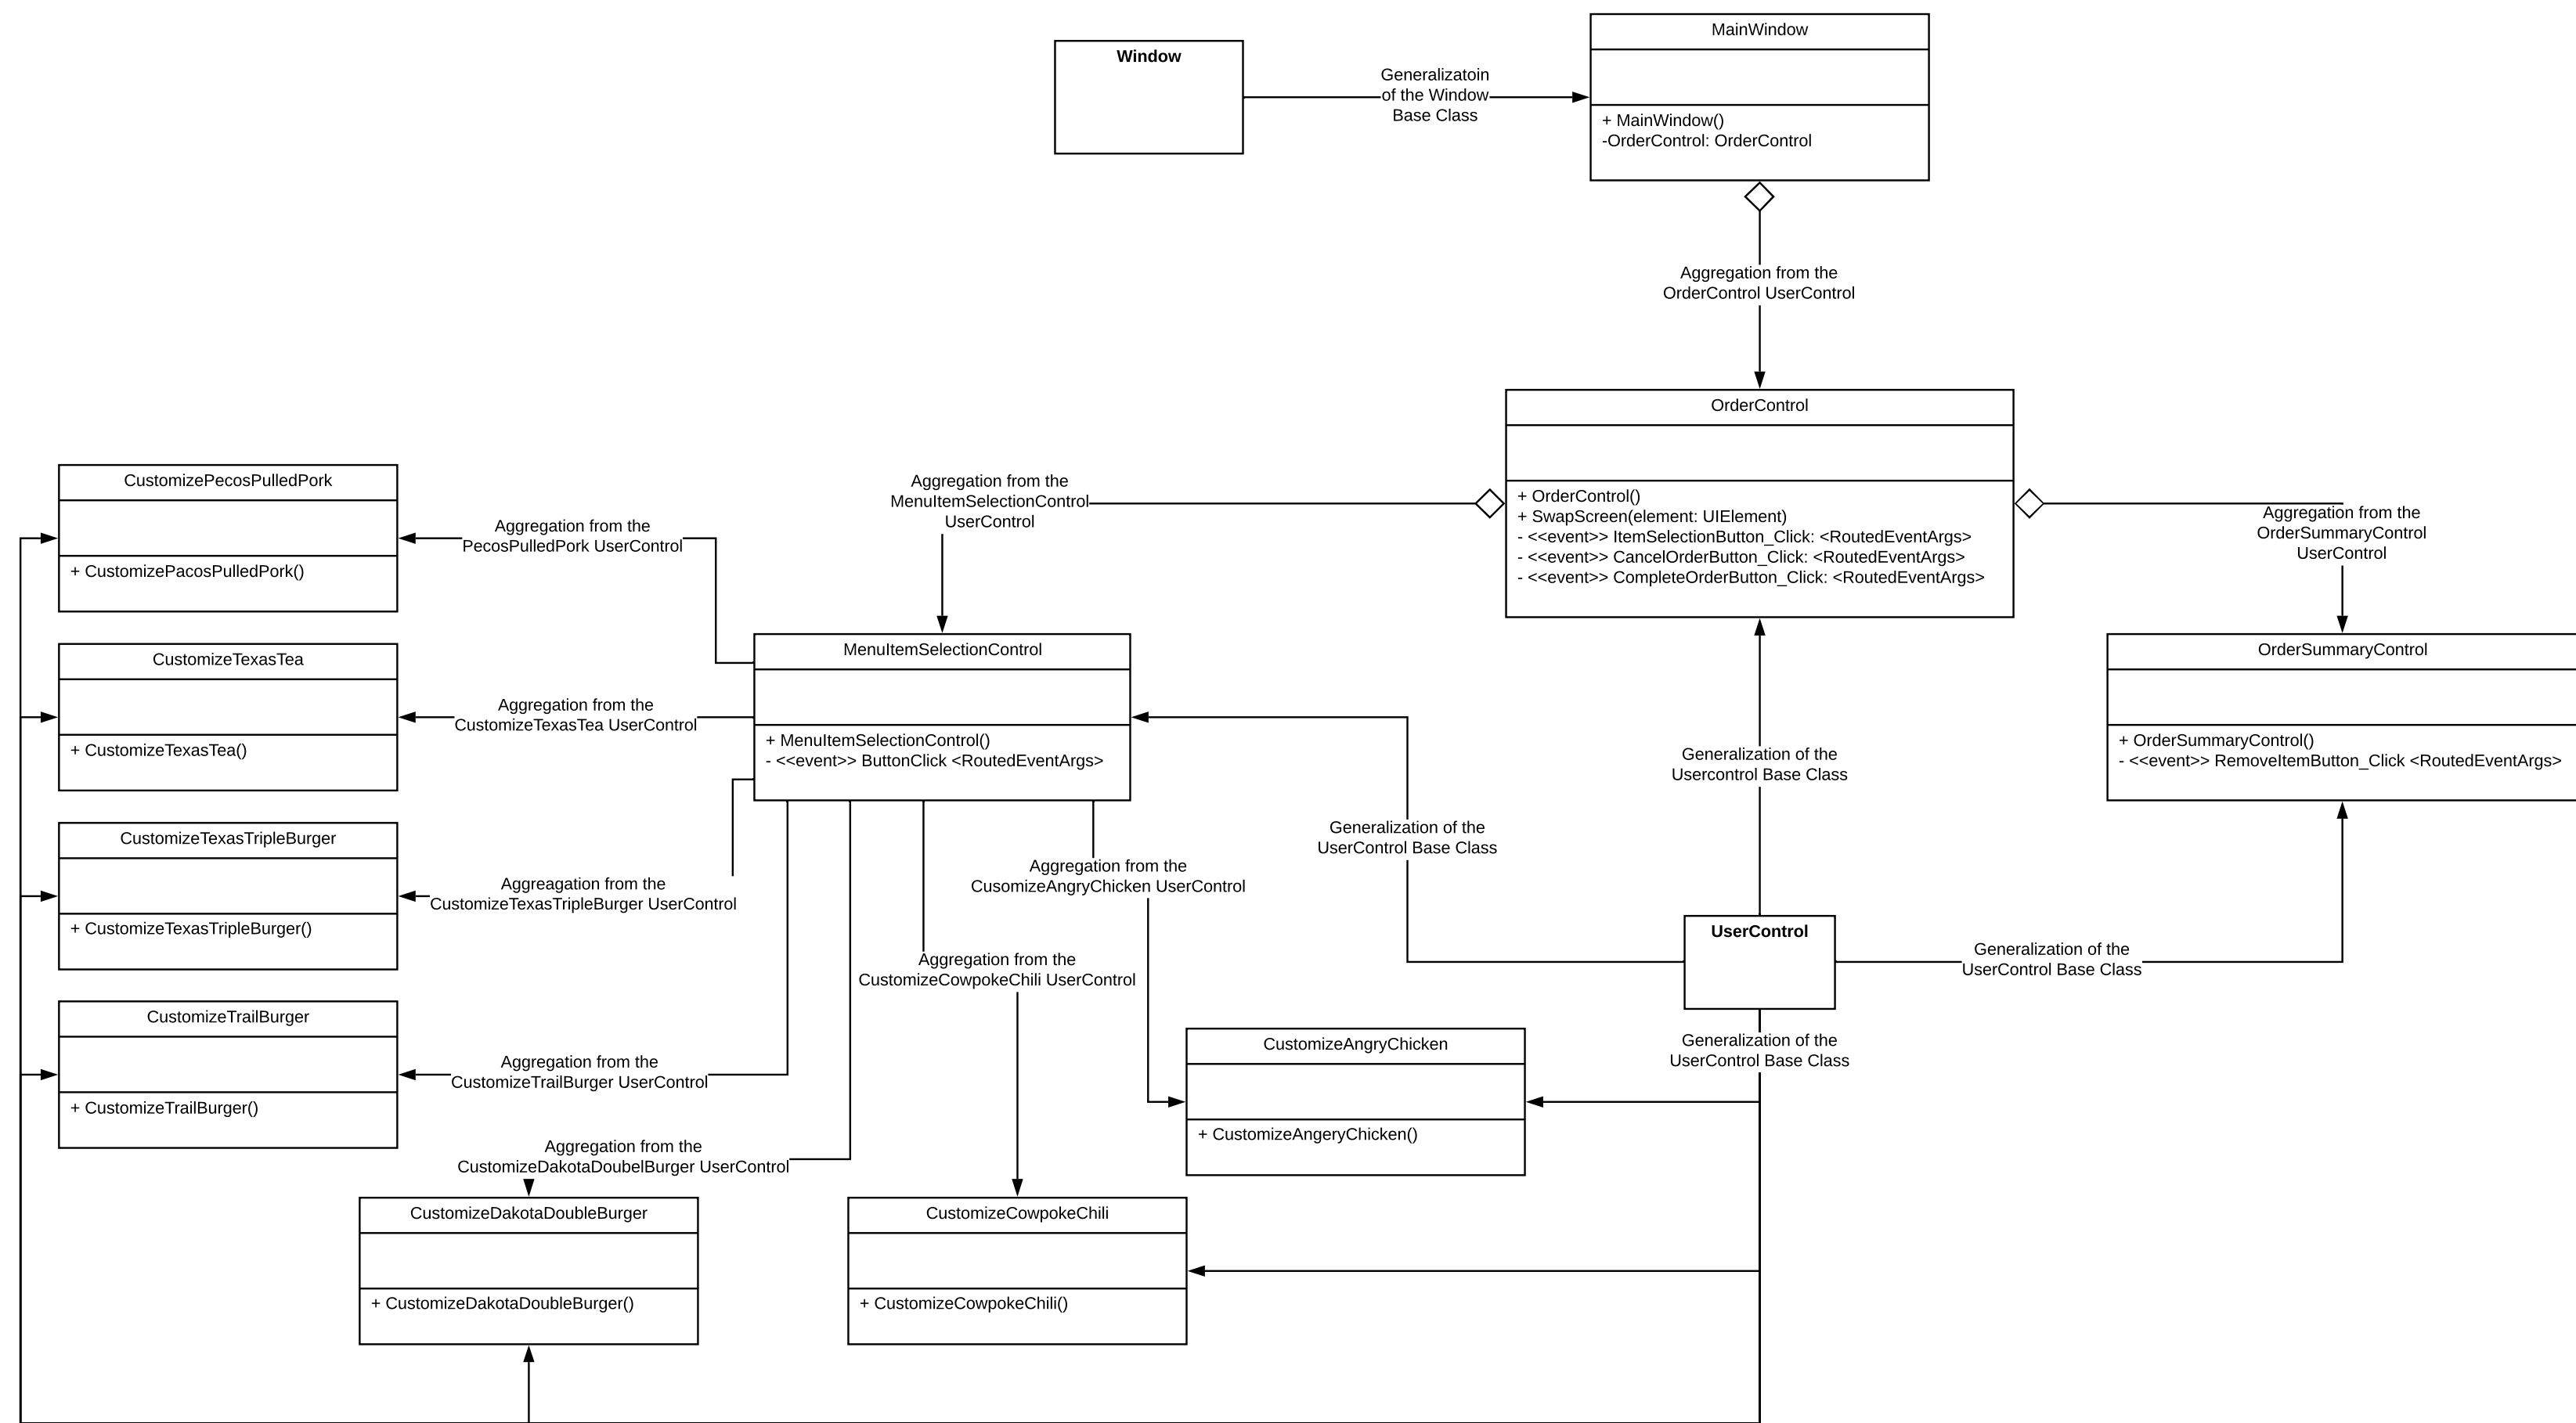 MainWindow
+ MainWindow()
-OrderControl: OrderControl
Window
Generalizatoin
of the Window
Base Class
Aggregation from the
OrderControl UserControl
OrderControl
+ OrderControl()
+ SwapScreen(element: UIElement)
- <<event>> ItemSelectionButton_Click: <RoutedEventArgs>
- <<event>> CancelOrderButton_Click: <RoutedEventArgs>
- <<event>> CompleteOrderButton_Click: <RoutedEventArgs>
Aggregation from the
MenuItemSelectionControl
UserControl
Aggregation from the
OrderSummaryControl
UserControl
CustomizePecosPulledPork
+ CustomizePacosPulledPork()
Aggregation from the
PecosPulledPork UserControl
MenuItemSelectionControl
+ MenuItemSelectionControl()
- <<event>> ButtonClick <RoutedEventArgs>
OrderSummaryControl
+ OrderSummaryControl()
- <<event>> RemoveItemButton_Click <RoutedEventArgs>
CustomizeTexasTea
+ CustomizeTexasTea()
Aggregation from the
CustomizeTexasTea UserControl
Generalization of the
Usercontrol Base Class
Generalization of the
UserControl Base Class
CustomizeTexasTripleBurger
+ CustomizeTexasTripleBurger()
Aggreagation from the
CustomizeTexasTripleBurger UserControl
Aggregation from the
CusomizeAngryChicken UserControl
UserControl
Generalization of the
UserControl Base Class
Aggregation from the
CustomizeCowpokeChili UserControl
CustomizeTrailBurger
+ CustomizeTrailBurger()
Aggregation from the
CustomizeTrailBurger UserControl
Generalization of the
UserControl Base Class
CustomizeAngryChicken
+ CustomizeAngeryChicken()
Aggregation from the
CustomizeDakotaDoubelBurger UserControl
CustomizeDakotaDoubleBurger
+ CustomizeDakotaDoubleBurger()
CustomizeCowpokeChili
+ CustomizeCowpokeChili()